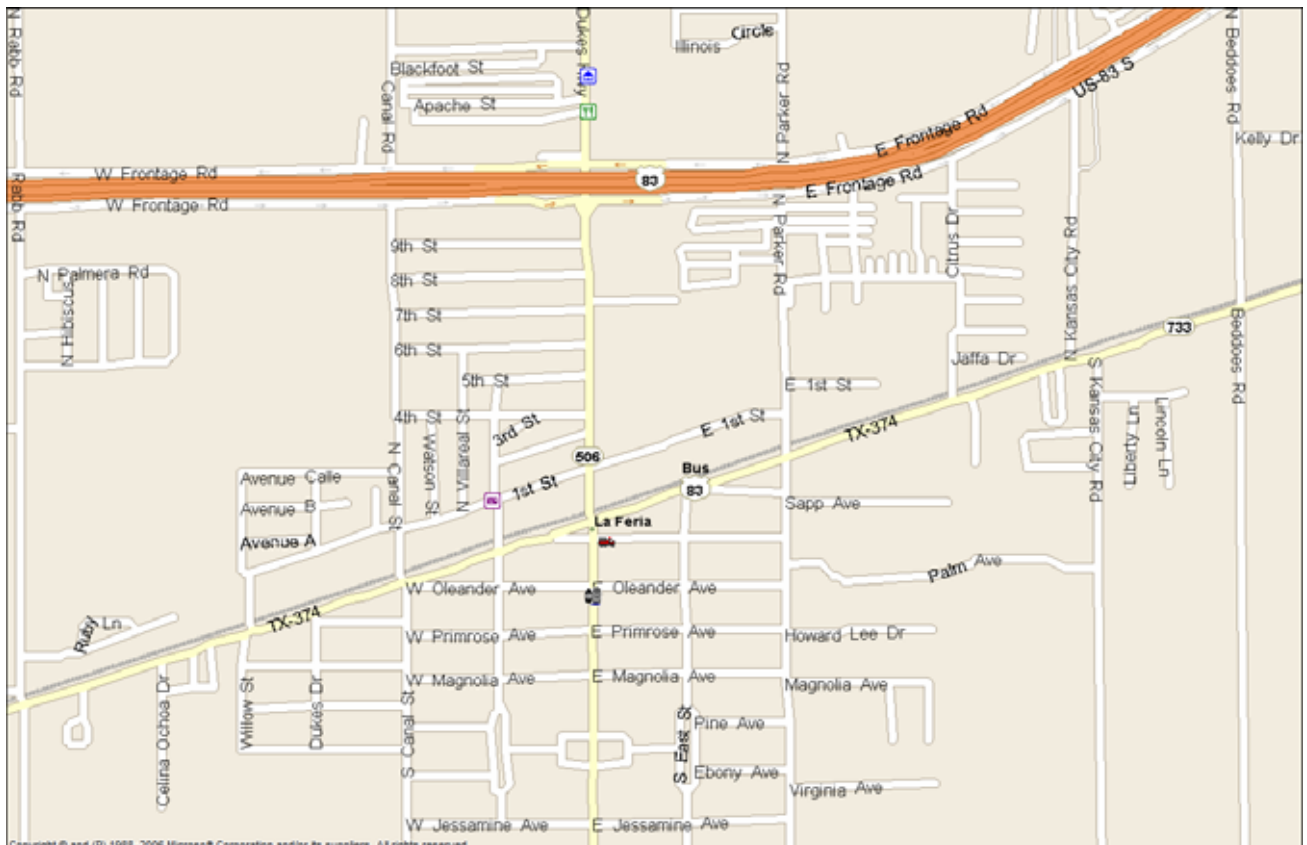 N Rabb Rd
Dukes Hwy
Illinois
Circle
N Beddoes Rd
Blackfoot St
Canal Rd
Apache St
N Parker Rd
US-83 S
E Frontage Rd
Kelly Dr
W Frontage Rd
83
E Frontage Rd
W Frontage Rd
Rabb Rd
N Parker Rd
Citrus Dr
N Kansas City Rd
9th St
N Palmera Rd
8th St
N Hibiscus
7th St
733
Beddoes Rd
6th St
Jaffa Dr
5th St
E 1st St
S Kansas City Rd
4th St
3rd St
E 1st St
TX-374
Liberty Ln
Lincoln Ln
S Watson St
N Villareal St
506
Bus
83
Avenue Calle
N Canal St
1st St
Sapp Ave
Avenue B
La Feria
Avenue A
Palm Ave
W Oleander Ave
E Oleander Ave
TX-374
Ruby Ln
W Primrose Ave
E Primrose Ave
Howard Lee Dr
W Magnolia Ave
E Magnolia Ave
Magnolia Ave
Celina Ochoa Dr
Willow St
Dukes Dr
S Canal St
S East St
Pine Ave
Ebony Ave
Virginia Ave
W Jessamine Ave
E Jessamine Ave